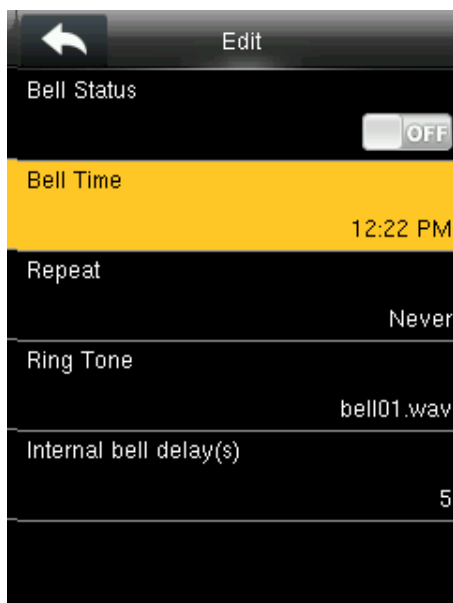 Edit
Bell Status
OFF
Bell Time
12:22 PM
Repeat
Never
Ring Tone
bell01.wav
Internal bell delay(s)
5